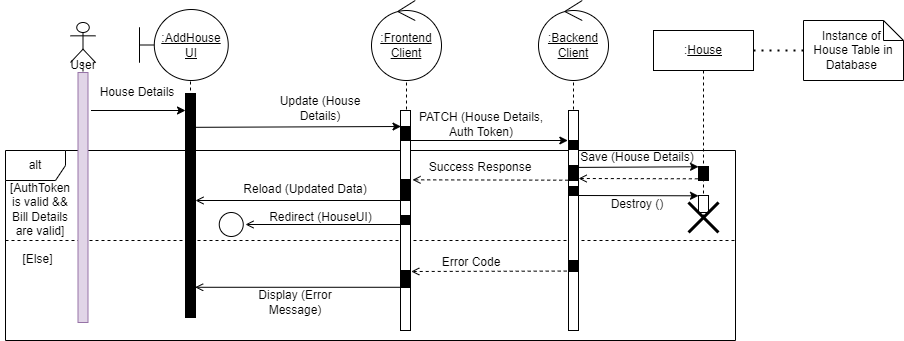 :AddHouse
UI
:Frontend
Client
:Backend
Client
:House
Instance of
House Table in
Database
User
House Details
Update (House
Details)
PATCH (House Details,
Auth Token)
alt
[AuthToken
is valid &&
Bill Details
are valid]
Save (House Details)
Success Response
Reload (Updated Data)
Destroy ()
Redirect (HouseUI)
[Else]
Error Code
Display (Error
Message)